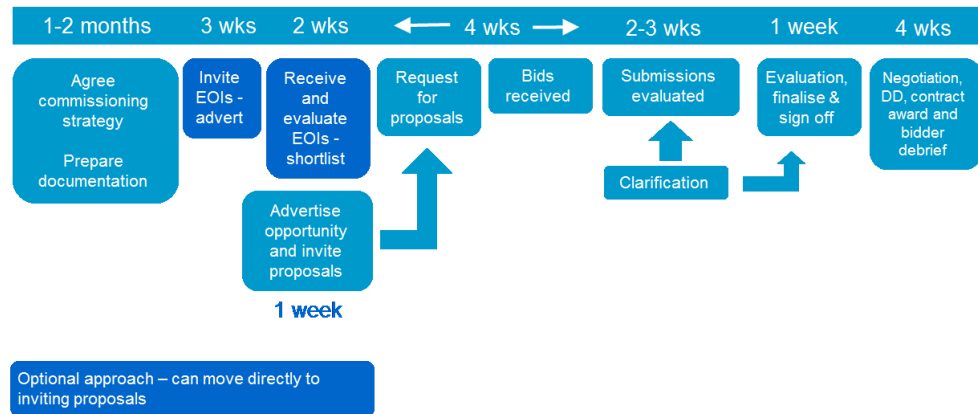 1-2 months
3 wks
2 wks
4 wks
2-3 wks
1 week
4 wks
Agree
commissioning
strategy
Prepare
documentation
Invite
EOIs -
advert
Receive
and
evaluate
EOIs -
shortlist
Request
for
proposals
Bids
received
Submissions
evaluated
Evaluation,
finalise &
sign off
Negotiation,
DD, contract
award and
bidder
debrief
Clarification
Advertise
opportunity
and invite
proposals
1 week
Optional approach – can move directly to
inviting proposals